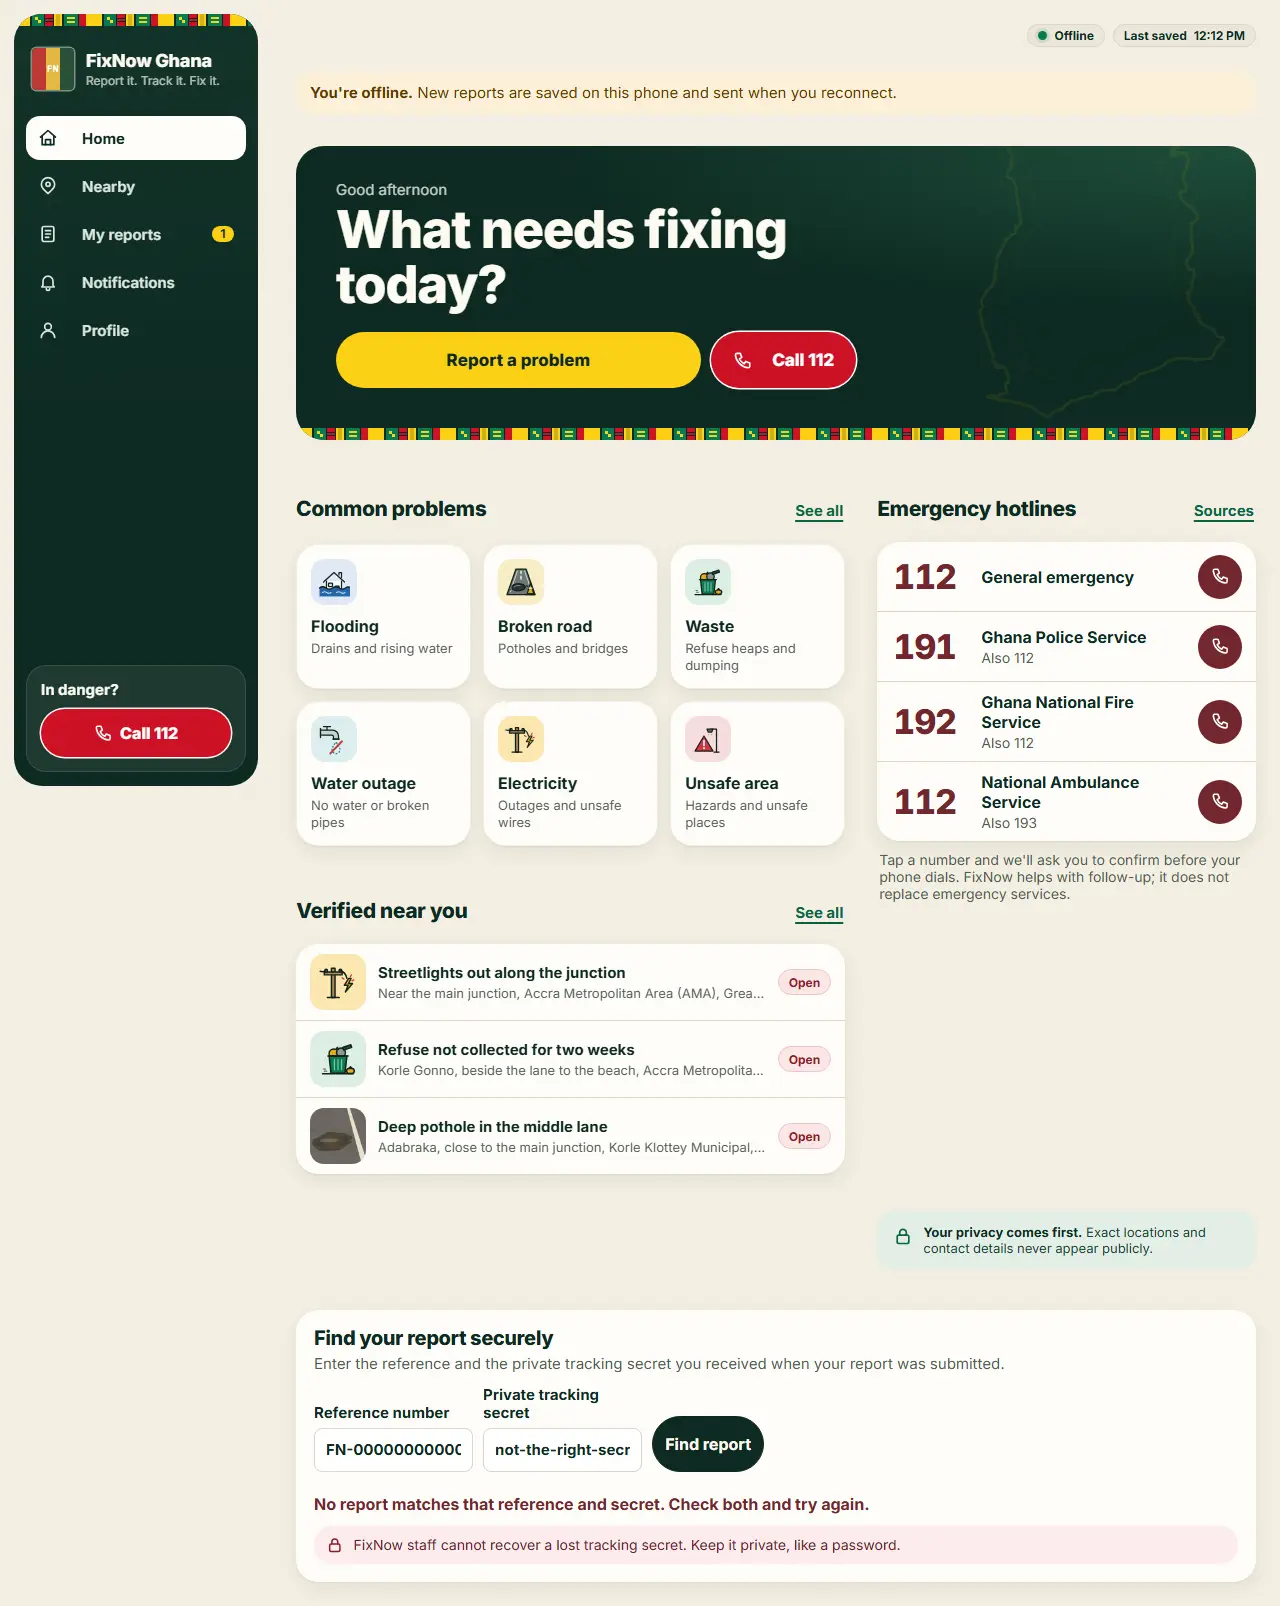 FN
FixNow Ghana
Report it. Track it. Fix it.
Home
Nearby
My reports
1
Notifications
Profile
In danger?
Call 112
Offline
Last saved 12:12 PM
You're offline. New reports are saved on this phone and sent when you reconnect.
Good afternoon
What needs fixing
today?
Report a problem
Call 112
Common problems
See all
Flooding
Drains and rising water
Broken road
Potholes and bridges
Waste
Refuse heaps and
dumping
Water outage
No water or broken
pipes
Electricity
Outages and unsafe
wires
Unsafe area
Hazards and unsafe
places
Emergency hotlines
Sources
112
General emergency
191
Ghana Police Service
Also 112
192
Ghana National Fire
Service
Also 112
112
National Ambulance
Service
Also 193
Tap a number and we'll ask you to confirm before your
phone dials. FixNow helps with follow-up; it does not
replace emergency services.
Verified near you
See all
Streetlights out along the junction
Near the main junction, Accra Metropolitan Area (AMA), Grea...
Open
Refuse not collected for two weeks
Korle Gonno, beside the lane to the beach, Accra Metropolita...
Open
Deep pothole in the middle lane
Adabraka, close to the main junction, Korle Klottey Municipal,...
Open
Your privacy comes first. Exact locations and
contact details never appear publicly.
Find your report securely
Enter the reference and the private tracking secret you received when your report was submitted.
Reference number
FN-00000000000
Private tracking
secret
not-the-right-secr
Find report
No report matches that reference and secret. Check both and try again.
FixNow staff cannot recover a lost tracking secret. Keep it private, like a password.